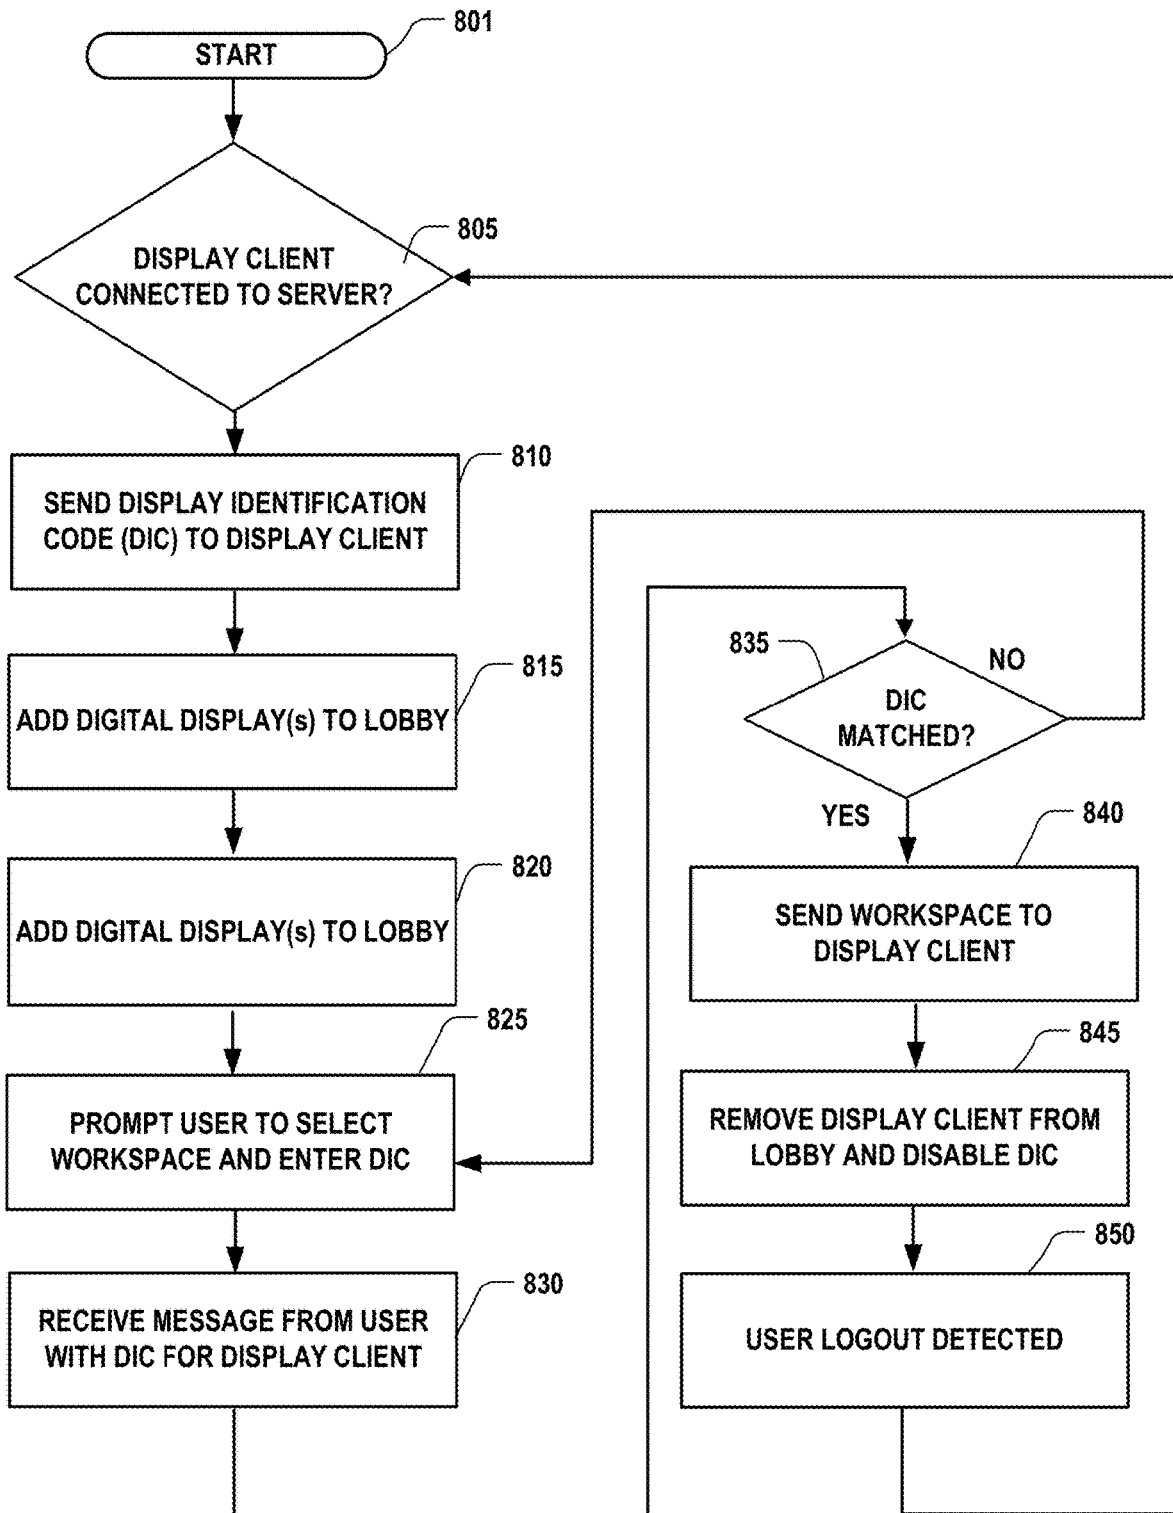 801
START
805
DISPLAY CLIENT
CONNECTED TO SERVER?
810
SEND DISPLAY IDENTIFICATION
CODE (DIC) TO DISPLAY CLIENT
815
ADD DIGITAL DISPLAY(s) TO LOBBY
820
ADD DIGITAL DISPLAY(s) TO LOBBY
825
PROMPT USER TO SELECT
WORKSPACE AND ENTER DIC
830
RECEIVE MESSAGE FROM USER
WITH DIC FOR DISPLAY CLIENT
835
NO
DIC
MATCHED?
YES
840
SEND WORKSPACE TO
DISPLAY CLIENT
845
REMOVE DISPLAY CLIENT FROM
LOBBY AND DISABLE DIC
850
USER LOGOUT DETECTED